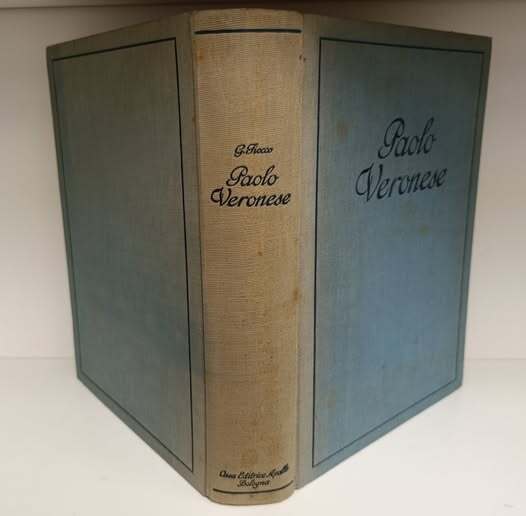 G. Fiocco
Paolo
Veronese
Casa Editrice Apollo
Bologna
Paolo
Veronese